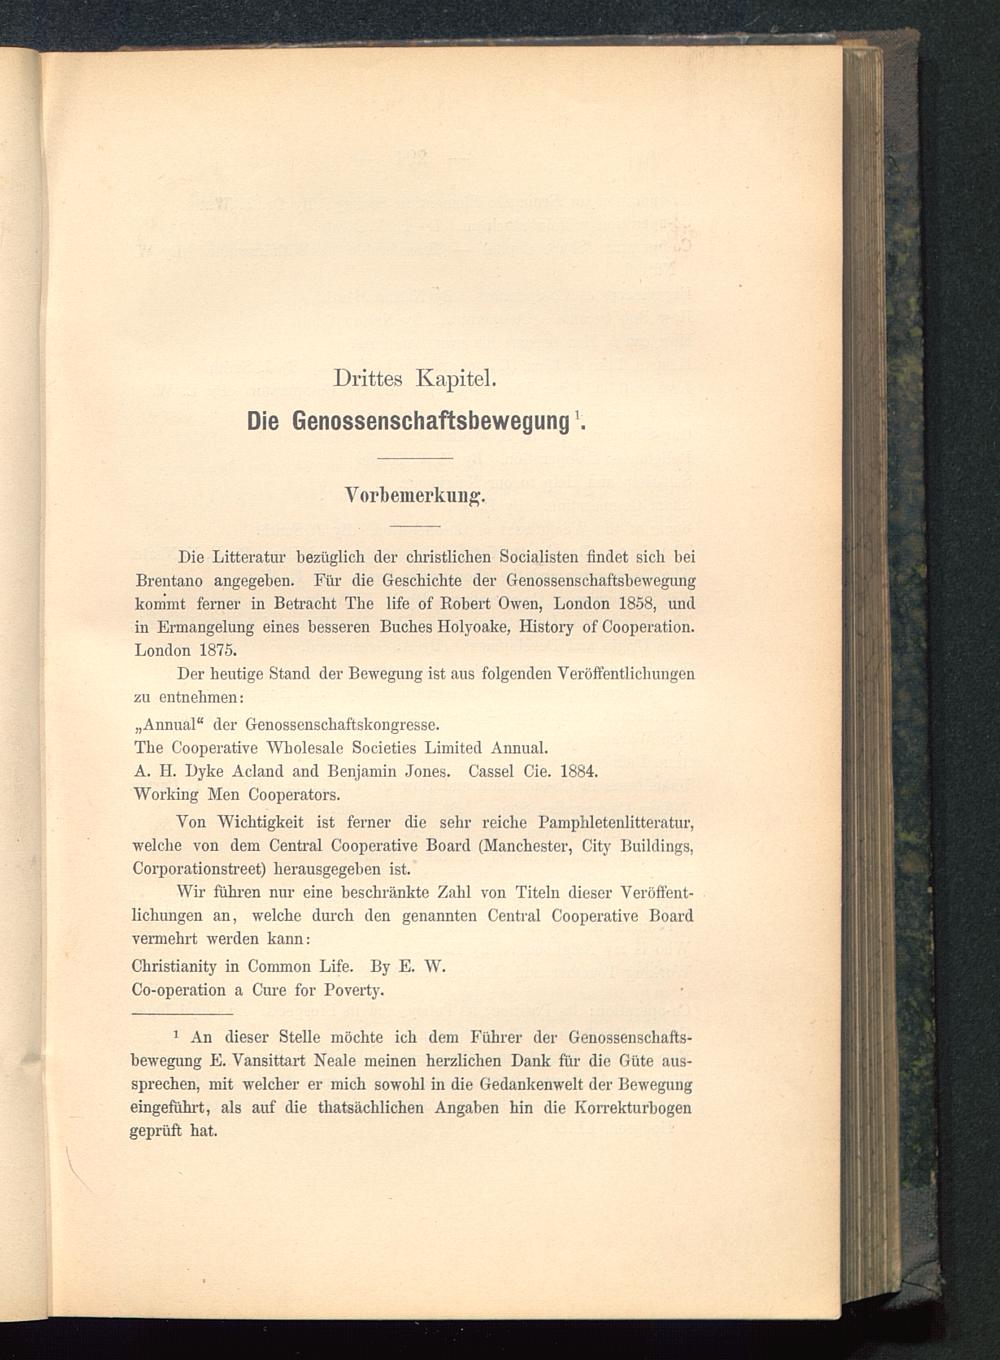 Drittes Kapitel.
Die Genossenschaftsbewegung¹.
Vorbemerkung.
Die Litteratur bezüglich der christlichen Socialisten findet sich bei
Brentano angegeben. Für die Geschichte der Genossenschaftsbewegung
kommt ferner in Betracht The life of Robert Owen, London 1858, und
in Ermangelung eines besseren Buches Holyoake, History of Cooperation.
London 1875.
Der heutige Stand der Bewegung ist aus folgenden Veröffentlichungen
zu entnehmen:
„Annual“ der Genossenschaftskongresse.
The Cooperative Wholesale Societies Limited Annual.
A. H. Dyke Acland and Benjamin Jones. Cassel Cie. 1884.
Working Men Cooperators.
Von Wichtigkeit ist ferner die sehr reiche Pamphletenlitteratur,
welche von dem Central Cooperative Board (Manchester, City Buildings,
Corporationstreet) herausgegeben ist.
Wir führen nur eine beschränkte Zahl von Titeln dieser Veröffent-
lichungen an, welche durch den genannten Central Cooperative Board
vermehrt werden kann:
Christianity in Common Life. By E. W.
Co-operation a Cure for Poverty.
¹ An dieser Stelle möchte ich dem Führer der Genossenschafts-
bewegung E. Vansittart Neale meinen herzlichen Dank für die Güte aus-
sprechen, mit welcher er mich sowohl in die Gedankenwelt der Bewegung
eingeführt, als auf die thatsächlichen Angaben hin die Korrekturbogen
geprüft hat.